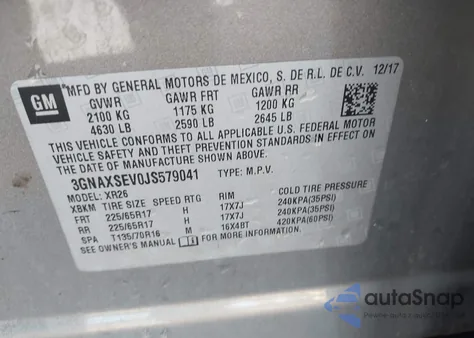 GM
MFD BY GENERAL MOTORS DE MEXICO, S. DE R.L. DE C.V. 12/17
GVWR GAWR FRT GAWR RR
2100 KG 1175 KG 1200 KG
4630 LB 2590 LB 2645 LB
THIS VEHICLE CONFORMS TO ALL APPLICABLE U.S. FEDERAL MOTOR
VEHICLE SAFETY, BUMPER, AND THEFT PREVENTION STANDARDS IN EFFECT ON
THE DATE OF MANUFACTURE SHOWN ABOVE.
3GNAXSEV0JS579041 TYPE: M.P.V.
MODEL: XR26
XBKM TIRE SIZE SPEED RTG RIM COLD TIRE PRESSURE
FRT 225/65R17 H 17X7J 240KPA(35PSI)
RR 225/65R17 H 17X7J 240KPA(35PSI)
SPA T135/70R16 M 16X4BT 420KPA(60PSI)
SEE OWNER'S MANUAL FOR MORE INFORMATION
autoSnap